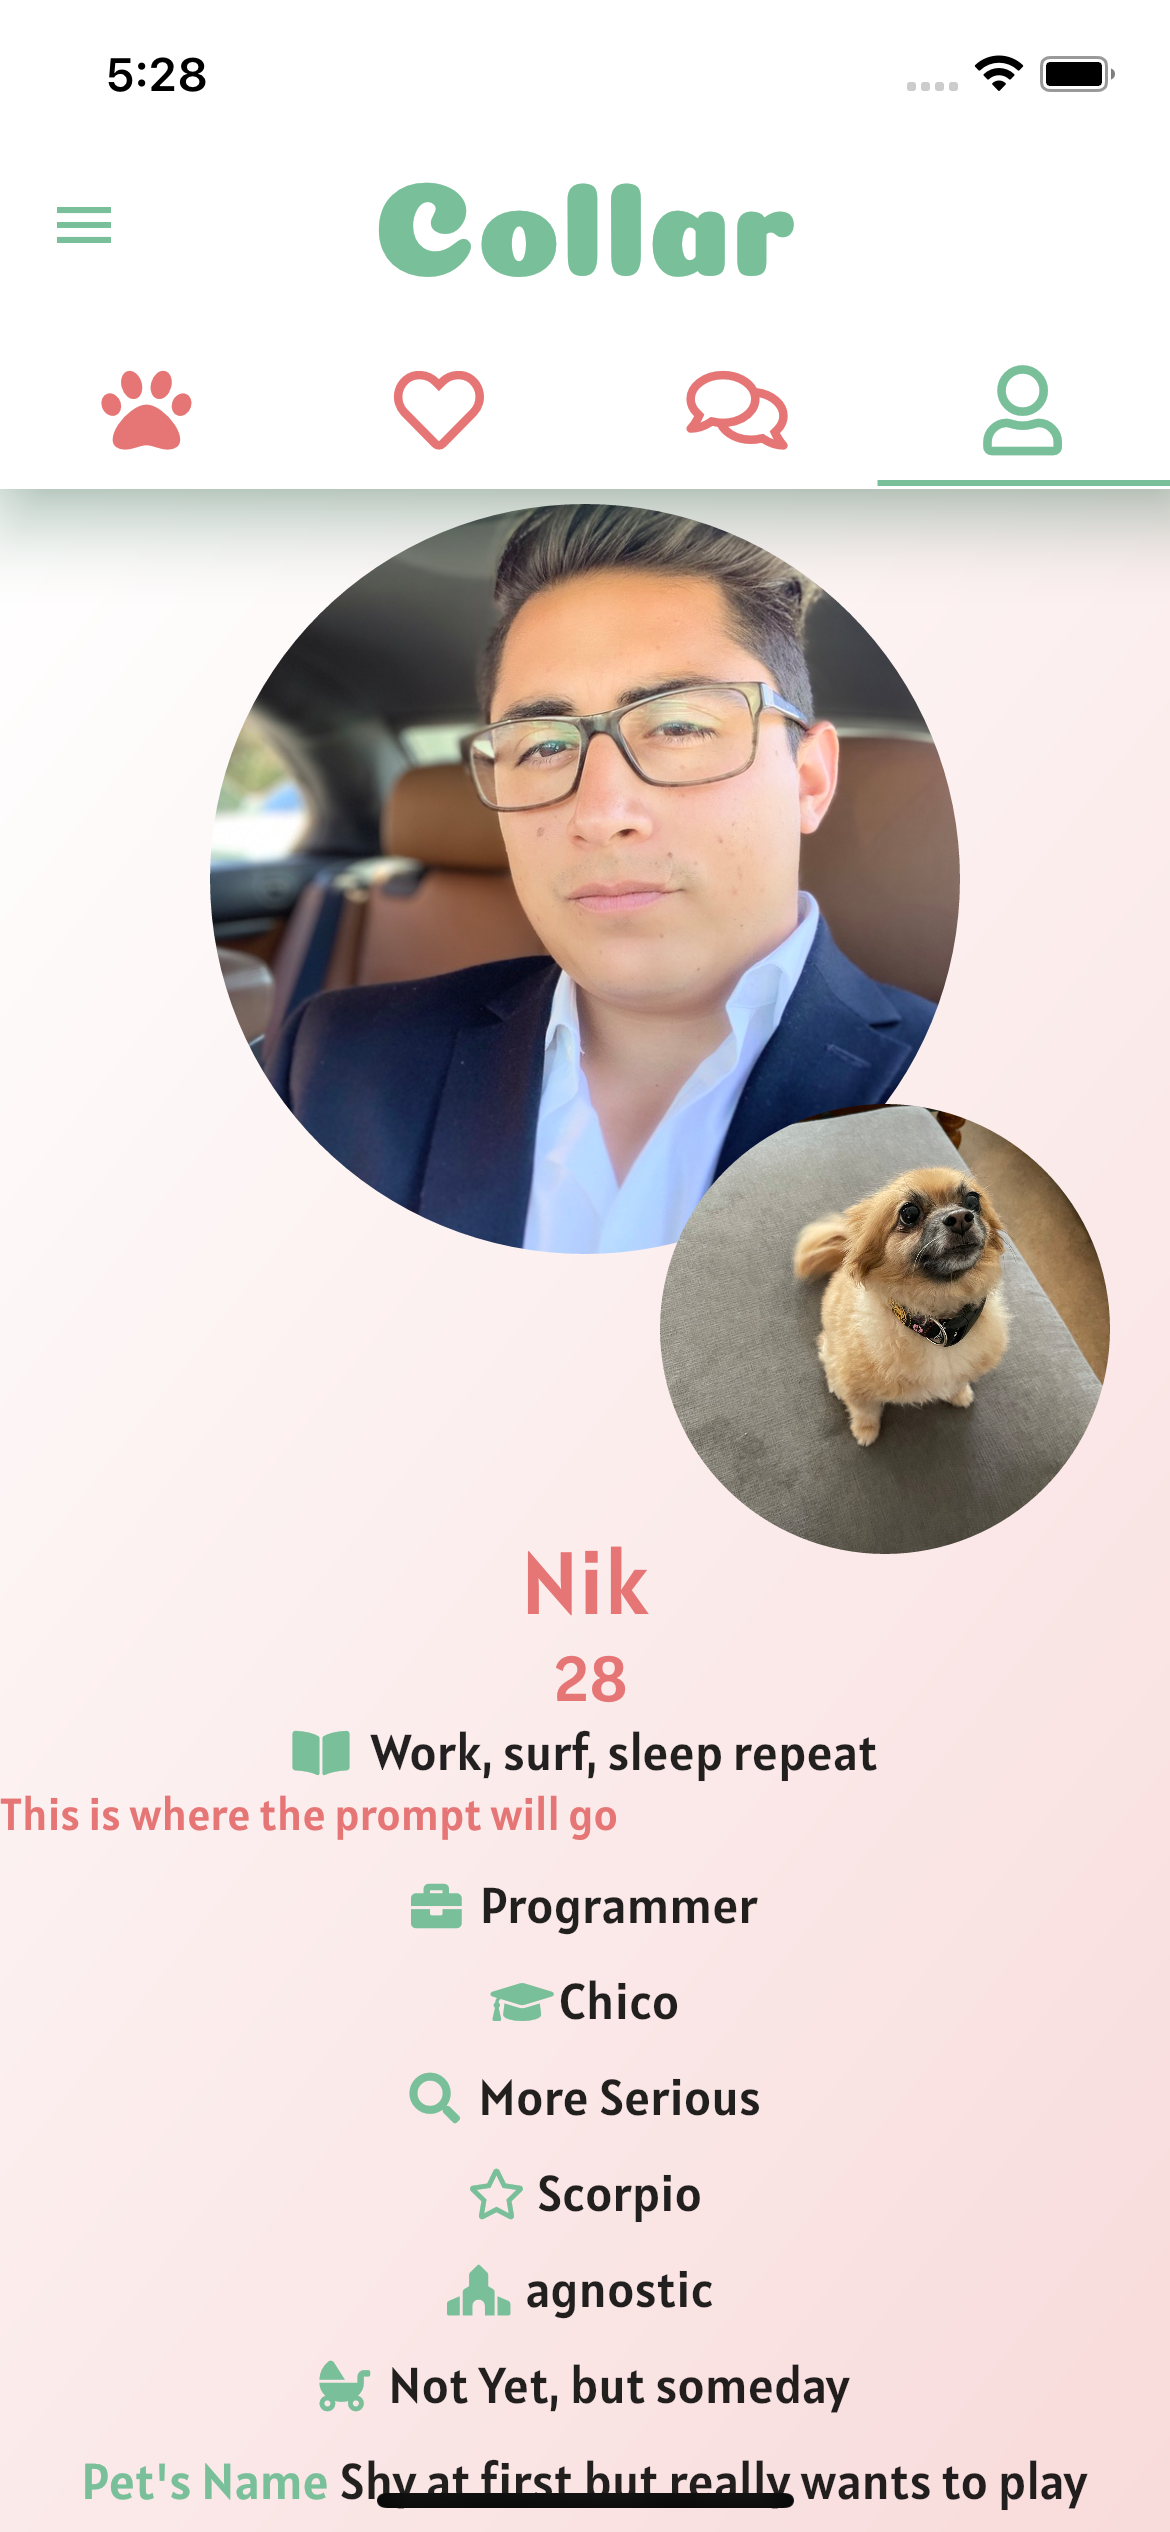 5:28
Collar
Nik
28
Work, surf, sleep repeat
This is where the prompt will go
Programmer
Chico
More Serious
Scorpio
agnostic
Not Yet, but someday
Pet's Name Shy at first but really wants to play